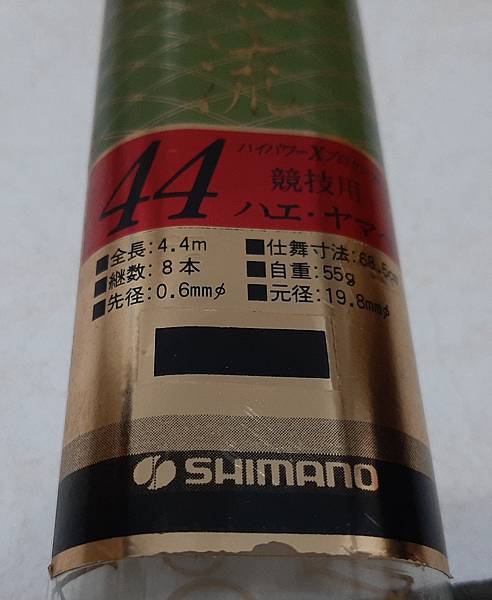 流
44
ハイパワーXプロセ
競技用
ハエ・ヤマ
■全長:4.4m ■仕舞寸法:68.5cm
■継数:8本 ■自重:55g
■先径:0.6mmφ ■元径:19.8mmφ
SHIMANO